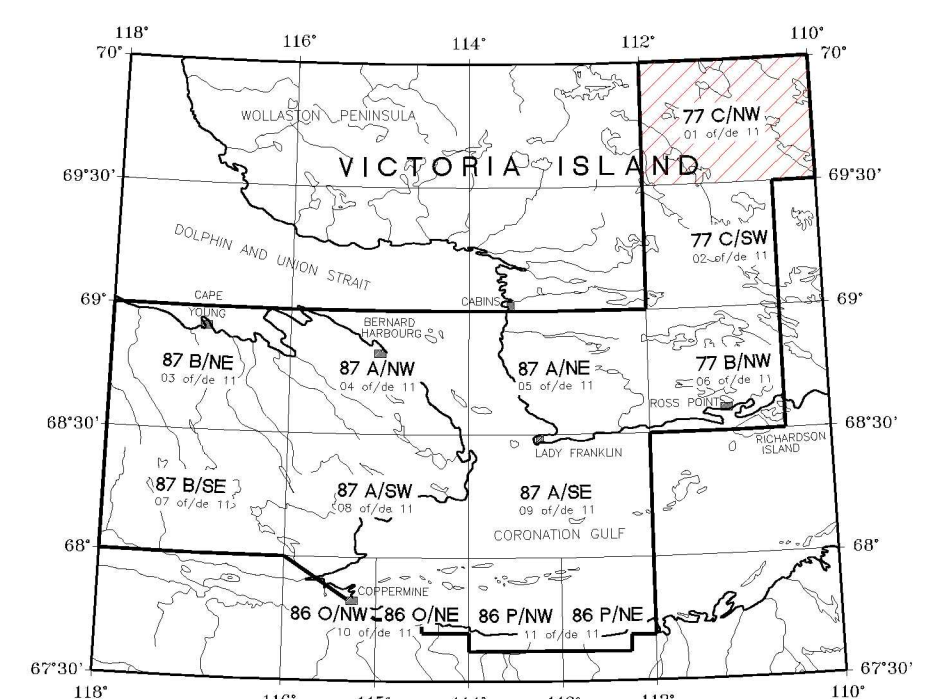 118° 116° 114° 112° 110°
70° 70°
WOLLASTON PENINSULA
77 C/NW
01 of/de 11
VICTORIA ISLAND
69°30' 69°30'
DOLPHIN AND UNION STRAIT
77 C/SW
02 of/de 11
69° 69°
CAPE
YOUNG
CABINS
BERNARD
HARBOURG
87 B/NE
03 of/de 11
87 A/NW
04 of/de 11
87 A/NE
05 of/de 11
77 B/NW
06 of/de 11
ROSS POINT
68°30' 68°30'
RICHARDSON
ISLAND
LADY FRANKLIN
87 B/SE
07 of/de 11
87 A/SW
08 of/de 11
87 A/SE
09 of/de 11
CORONATION GULF
68° 68°
COPPERMINE
86 O/NW 86 O/NE 86 P/NW 86 P/NE
10 of/de 11 11 of/de 11
67°30' 67°30'
118° 116° 115° 114° 113° 112° 110°